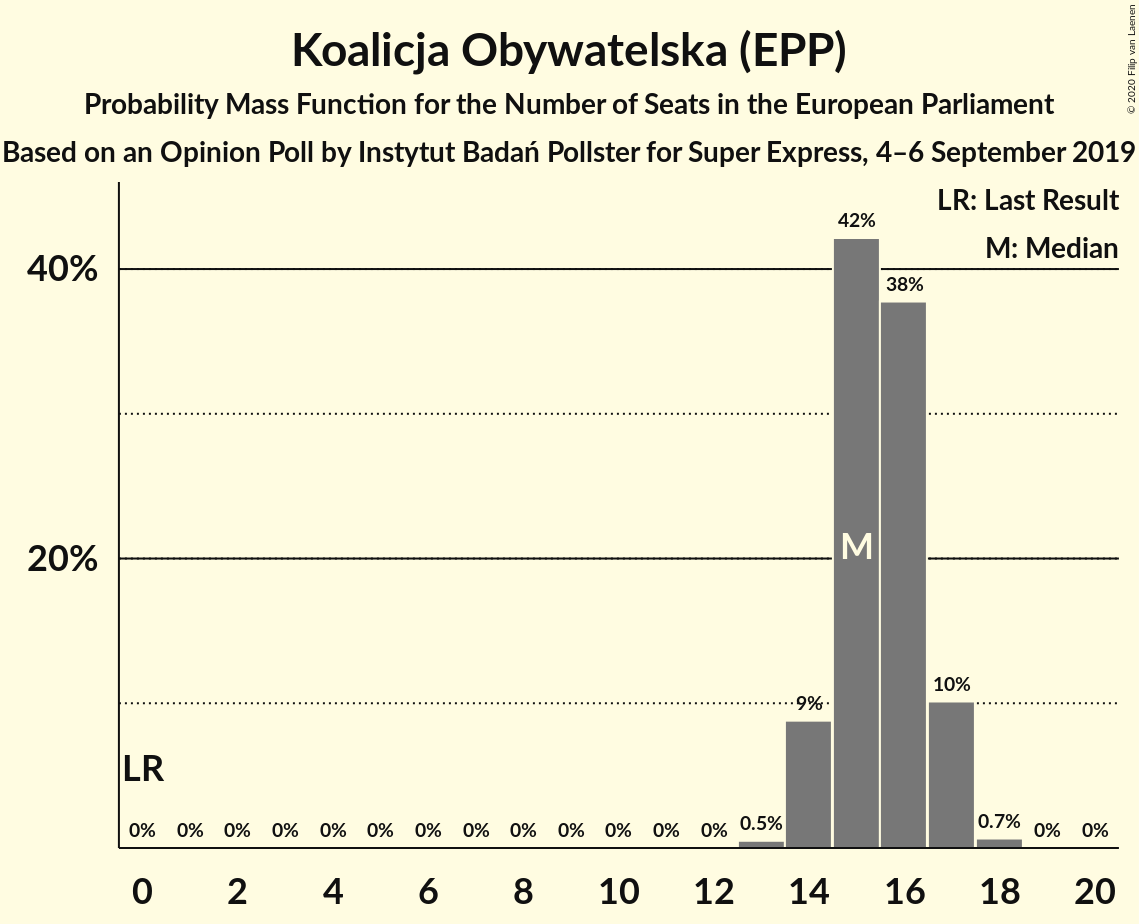 Koalicja Obywatelska (EPP)
Probability Mass Function for the Number of Seats in the European Parliament
Based on an Opinion Poll by Instytut Badań Pollster for Super Express, 4–6 September 2019
© 2020 Filip van Laenen
LR: Last Result
M: Median
42%
40%
38%
20%
M
10%
9%
LR
0% 0% 0% 0% 0% 0% 0% 0% 0% 0% 0% 0% 0% 0.5% 0.7% 0% 0%
0 2 4 6 8 10 12 14 16 18 20